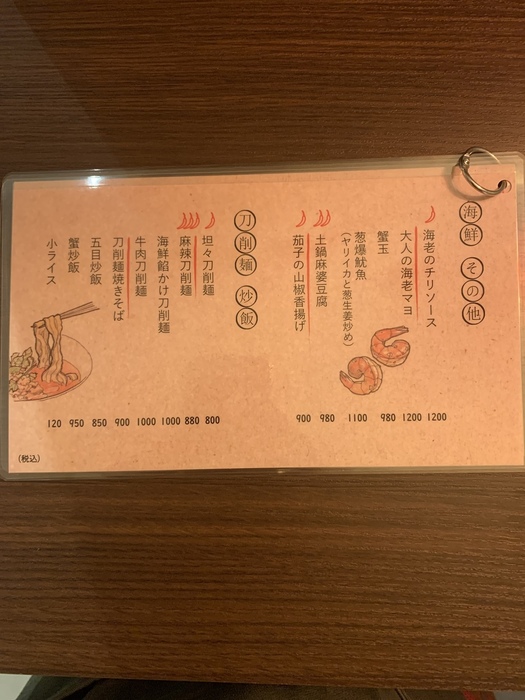 海鮮 その他
海老のチリソース
1200
大人の海老マヨ
1200
蟹玉
980
葱爆魷魚
(ヤリイカと葱生姜炒め)
1100
土鍋麻婆豆腐
980
茄子の山椒香揚げ
900
刀削麺 炒飯
坦々刀削麺
800
麻辣刀削麺
880
海鮮餡かけ刀削麺
1000
牛肉刀削麺
1000
刀削麺焼きそば
900
五目炒飯
850
蟹炒飯
950
小ライス
120
(税込)